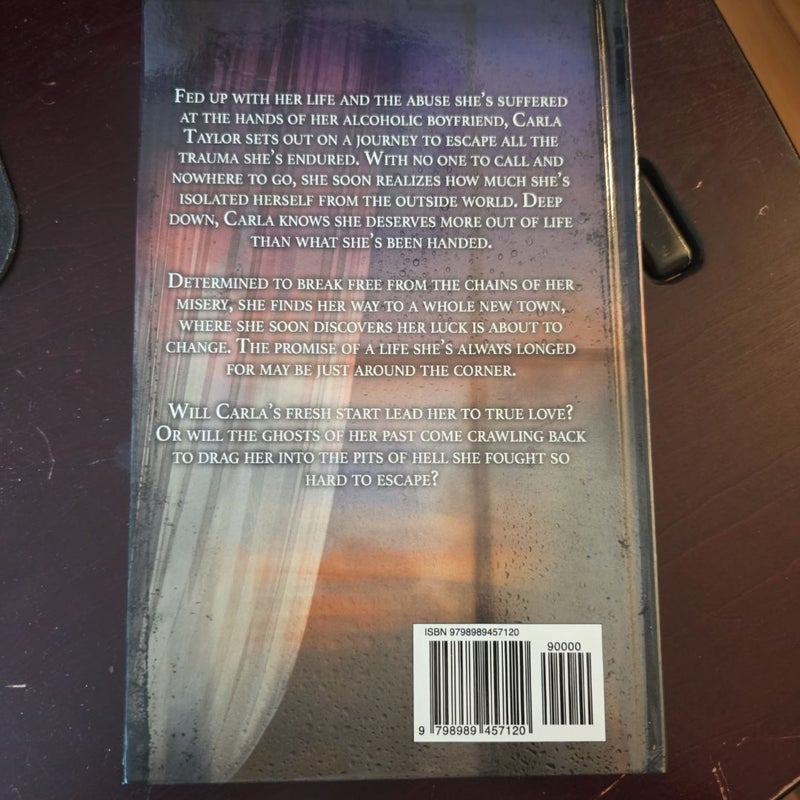 FED UP WITH HER LIFE AND THE ABUSE SHE'S SUFFERED
AT THE HANDS OF HER ALCOHOLIC BOYFRIEND, CARLA
TAYLOR SETS OUT ON A JOURNEY TO ESCAPE ALL THE
TRAUMA SHE'S ENDURED. WITH NO ONE TO CALL AND
NOWHERE TO GO, SHE SOON REALIZES HOW MUCH SHE'S
ISOLATED HERSELF FROM THE OUTSIDE WORLD. DEEP
DOWN, CARLA KNOWS SHE DESERVES MORE OUT OF LIFE
THAN WHAT SHE'S BEEN HANDED.
DETERMINED TO BREAK FREE FROM THE CHAINS OF HER
MISERY, SHE FINDS HER WAY TO A WHOLE NEW TOWN,
WHERE SHE SOON DISCOVERS HER LUCK IS ABOUT TO
CHANGE. THE PROMISE OF A LIFE SHE'S ALWAYS LONGED
FOR MAY BE JUST AROUND THE CORNER.
WILL CARLA'S FRESH START LEAD HER TO TRUE LOVE?
OR WILL THE GHOSTS OF HER PAST COME CRAWLING BACK
TO DRAG HER INTO THE PITS OF HELL SHE FOUGHT SO
HARD TO ESCAPE?
ISBN 9798989457120
90000
9 798989 457120